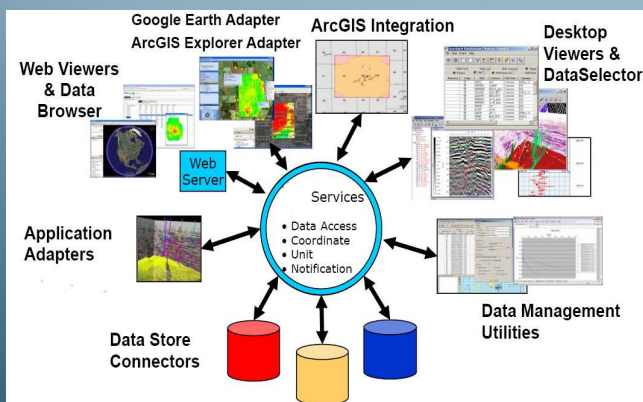 Google Earth Adapter
ArcGIS Explorer Adapter
ArcGIS Integration
Desktop
Viewers &
DataSelector
Web Viewers
& Data
Browser
Web
Server
Services
• Data Access
• Coordinate
• Unit
• Notification
Application
Adapters
Data Management
Utilities
Data Store
Connectors